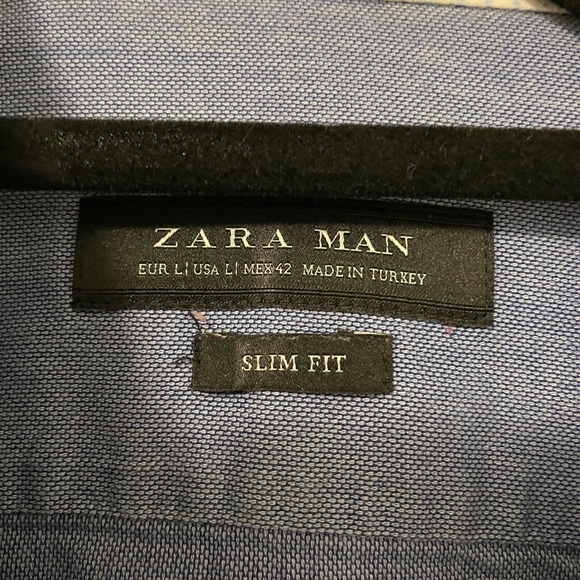 ZARA MAN
EUR L| USA L| MEX 42 MADE IN TURKEY
SLIM FIT